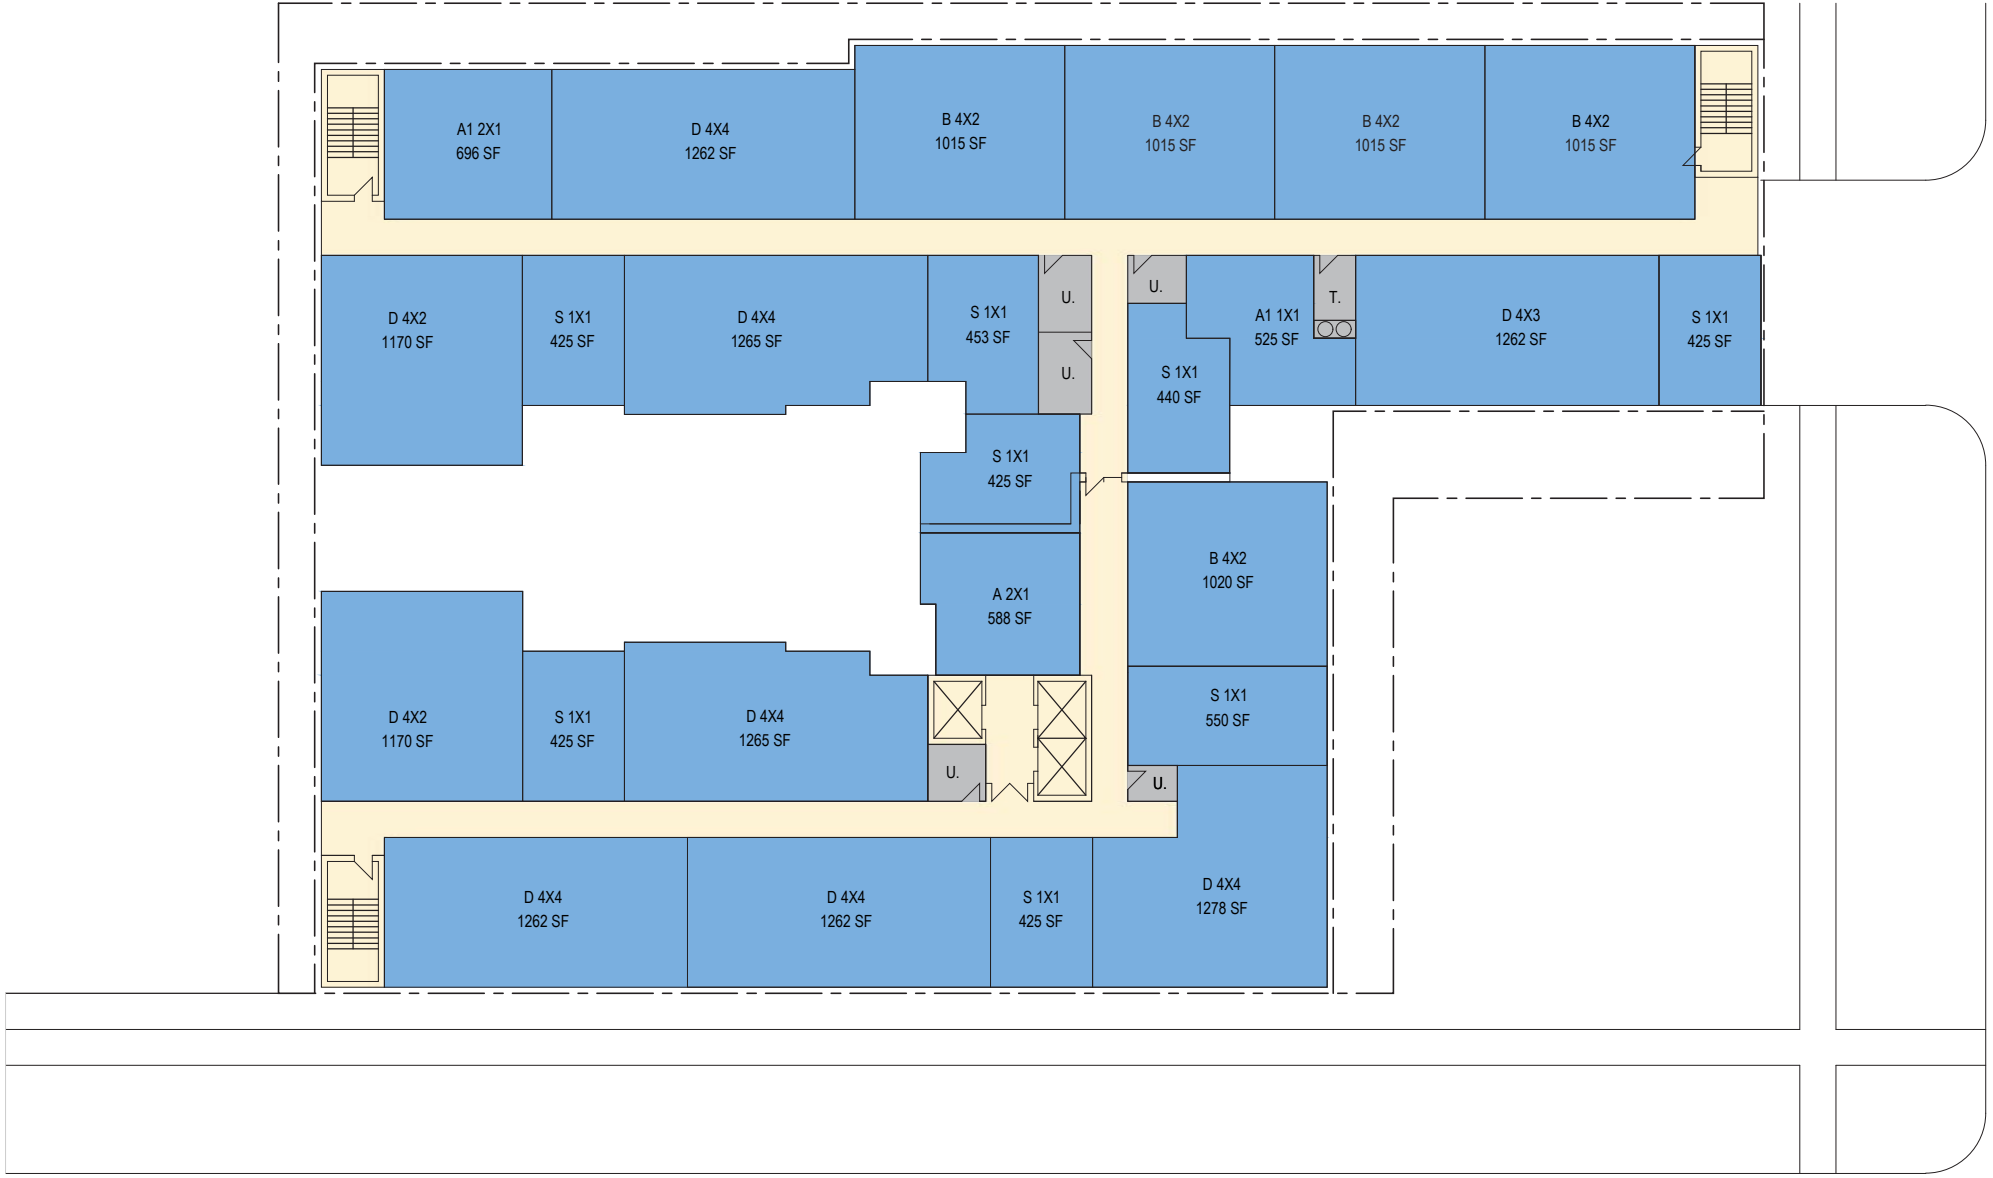 A1 2X1
696 SF
D 4X4
1262 SF
B 4X2
1015 SF
B 4X2
1015 SF
B 4X2
1015 SF
B 4X2
1015 SF
D 4X2
1170 SF
S 1X1
425 SF
D 4X4
1265 SF
S 1X1
453 SF
U.
U.
U.
S 1X1
440 SF
A1 1X1
525 SF
T.
D 4X3
1262 SF
S 1X1
425 SF
S 1X1
425 SF
A 2X1
588 SF
B 4X2
1020 SF
S 1X1
550 SF
D 4X2
1170 SF
S 1X1
425 SF
D 4X4
1265 SF
U.
U.
D 4X4
1262 SF
D 4X4
1262 SF
S 1X1
425 SF
D 4X4
1278 SF